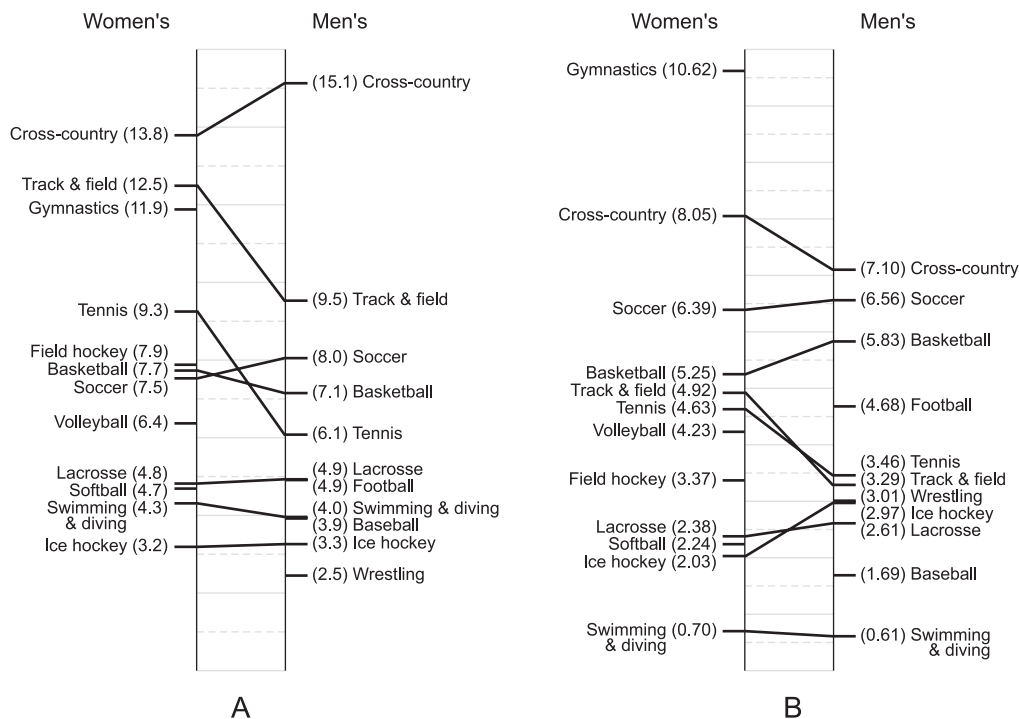 Women's
Men's
(15.1) Cross-country
Cross-country (13.8)
Track & field (12.5)
Gymnastics (11.9)
Tennis (9.3)
(9.5) Track & field
Field hockey (7.9)
Basketball (7.7)
Soccer (7.5)
(8.0) Soccer
(7.1) Basketball
Volleyball (6.4)
(6.1) Tennis
Lacrosse (4.8)
Softball (4.7)
Swimming (4.3)
& diving
Ice hockey (3.2)
(4.9) Lacrosse
(4.9) Football
(4.0) Swimming & diving
(3.9) Baseball
(3.3) Ice hockey
(2.5) Wrestling
A
Women's
Men's
Gymnastics (10.62)
Cross-country (8.05)
(7.10) Cross-country
Soccer (6.39)
(6.56) Soccer
(5.83) Basketball
Basketball (5.25)
Track & field (4.92)
Tennis (4.63)
Volleyball (4.23)
(4.68) Football
Field hockey (3.37)
(3.46) Tennis
(3.29) Track & field
(3.01) Wrestling
(2.97) Ice hockey
(2.61) Lacrosse
Lacrosse (2.38)
Softball (2.24)
Ice hockey (2.03)
(1.69) Baseball
Swimming (0.70)
& diving
(0.61) Swimming
& diving
B